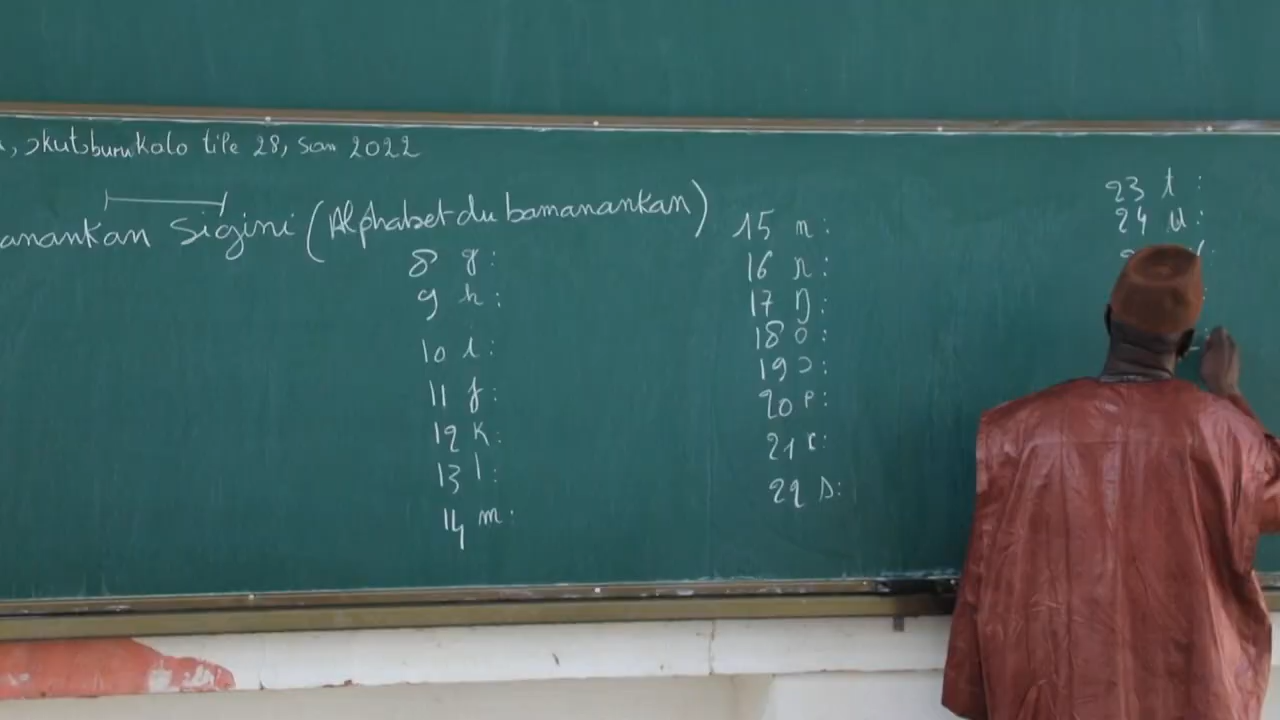 ɔkutɔburukalo tile 28, san 2022
anankan sigini (Alphabet du bamanankan)
8 g:
9 h:
10 i:
11 j:
12 k:
13 l:
14 m:
15 n:
16 ɲ:
17 ŋ:
18 o:
19 ɔ:
20 p:
21 r:
22 s:
23 t:
24 u: